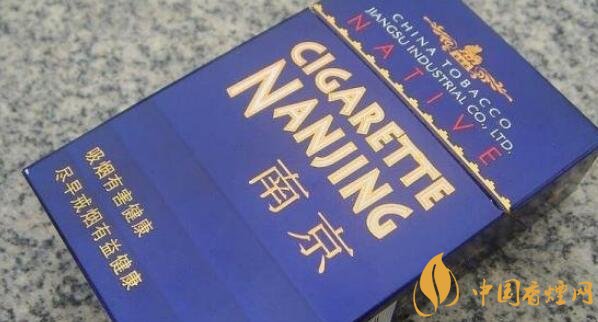 CHINA TOBACCO
JIANGSU INDUSTRIAL CO., LTD.
NATIVE
CIGARETTE
NANJING
南京
吸烟有害健康
尽早戒烟有益健康
中国香烟网